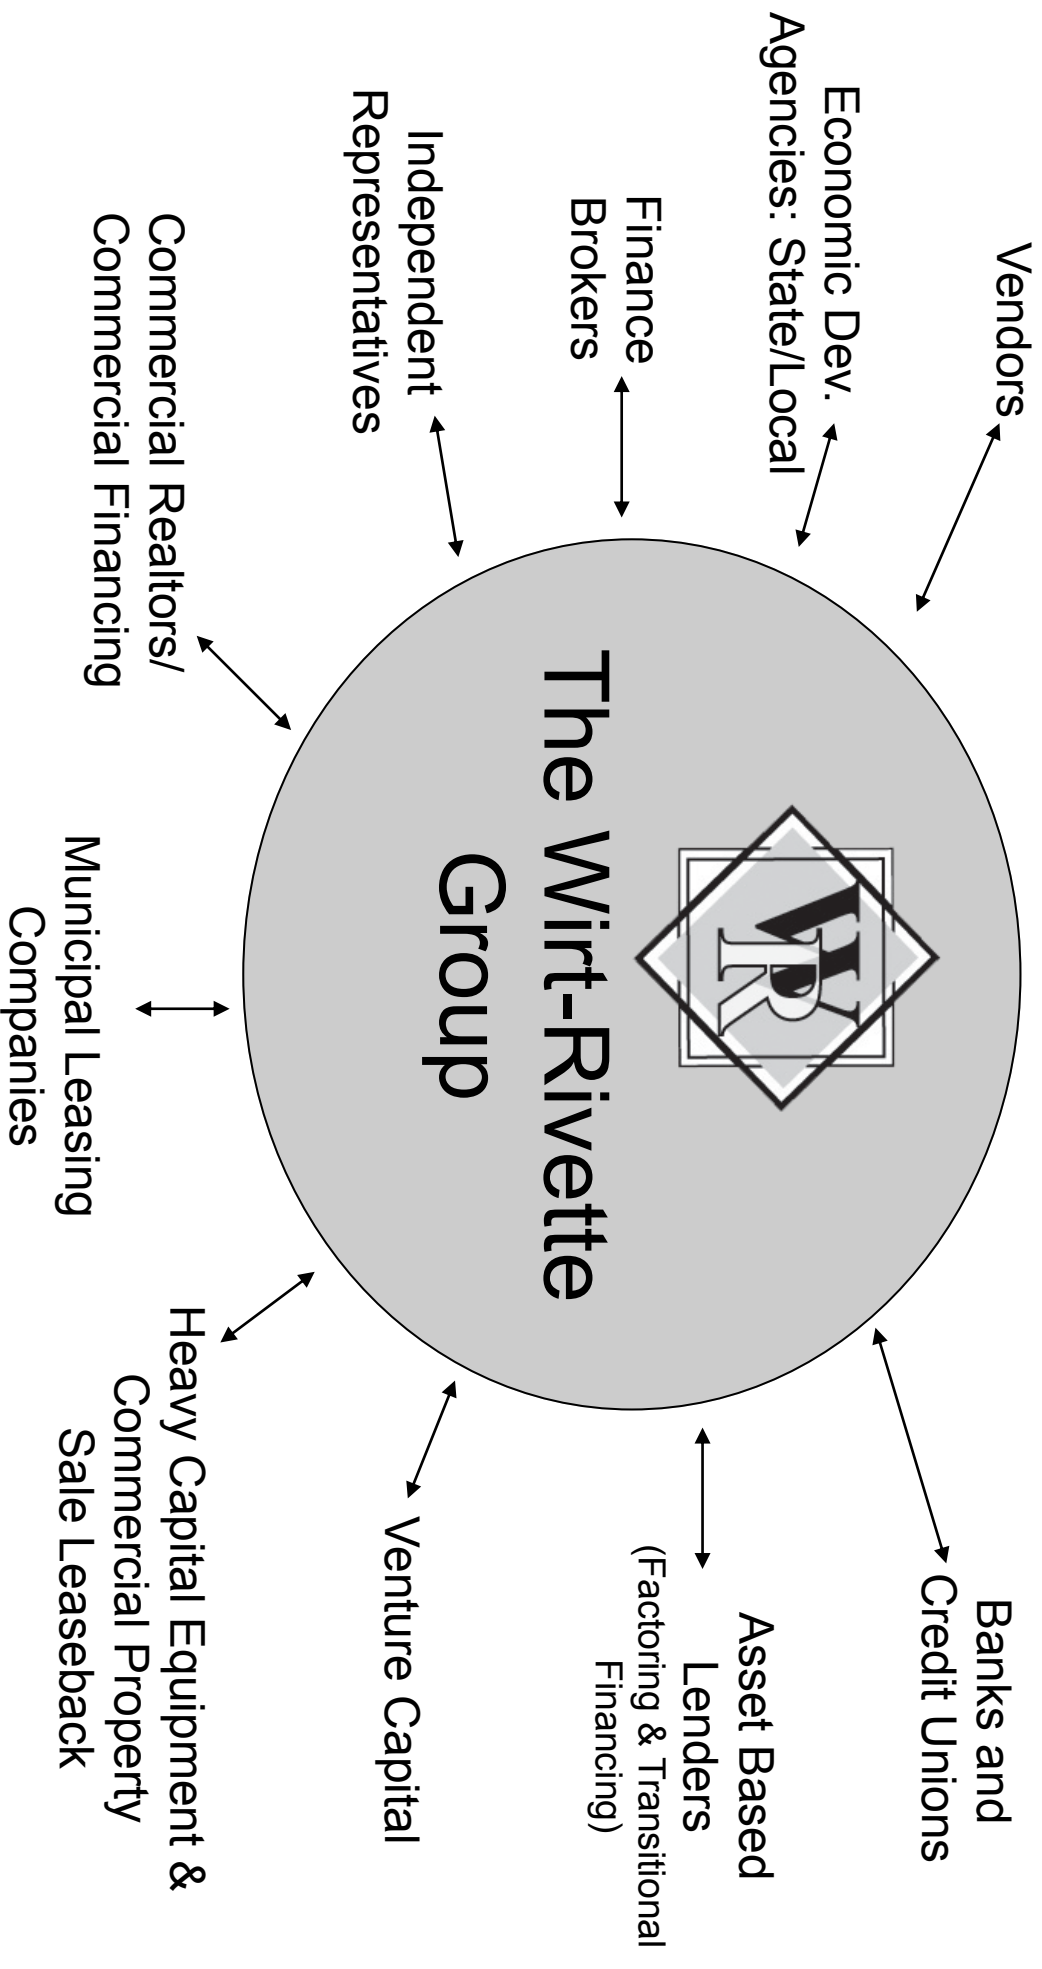 Vendors
Economic Dev.
Agencies: State/Local
Finance
Brokers
Independent
Representatives
Commercial Realtors/
Commercial Financing
WR
The Wirt-Rivette
Group
Municipal Leasing
Companies
Banks and
Credit Unions
Asset Based
Lenders
(Factoring & Transitional
Financing)
Venture Capital
Heavy Capital Equipment &
Commercial Property
Sale Leaseback